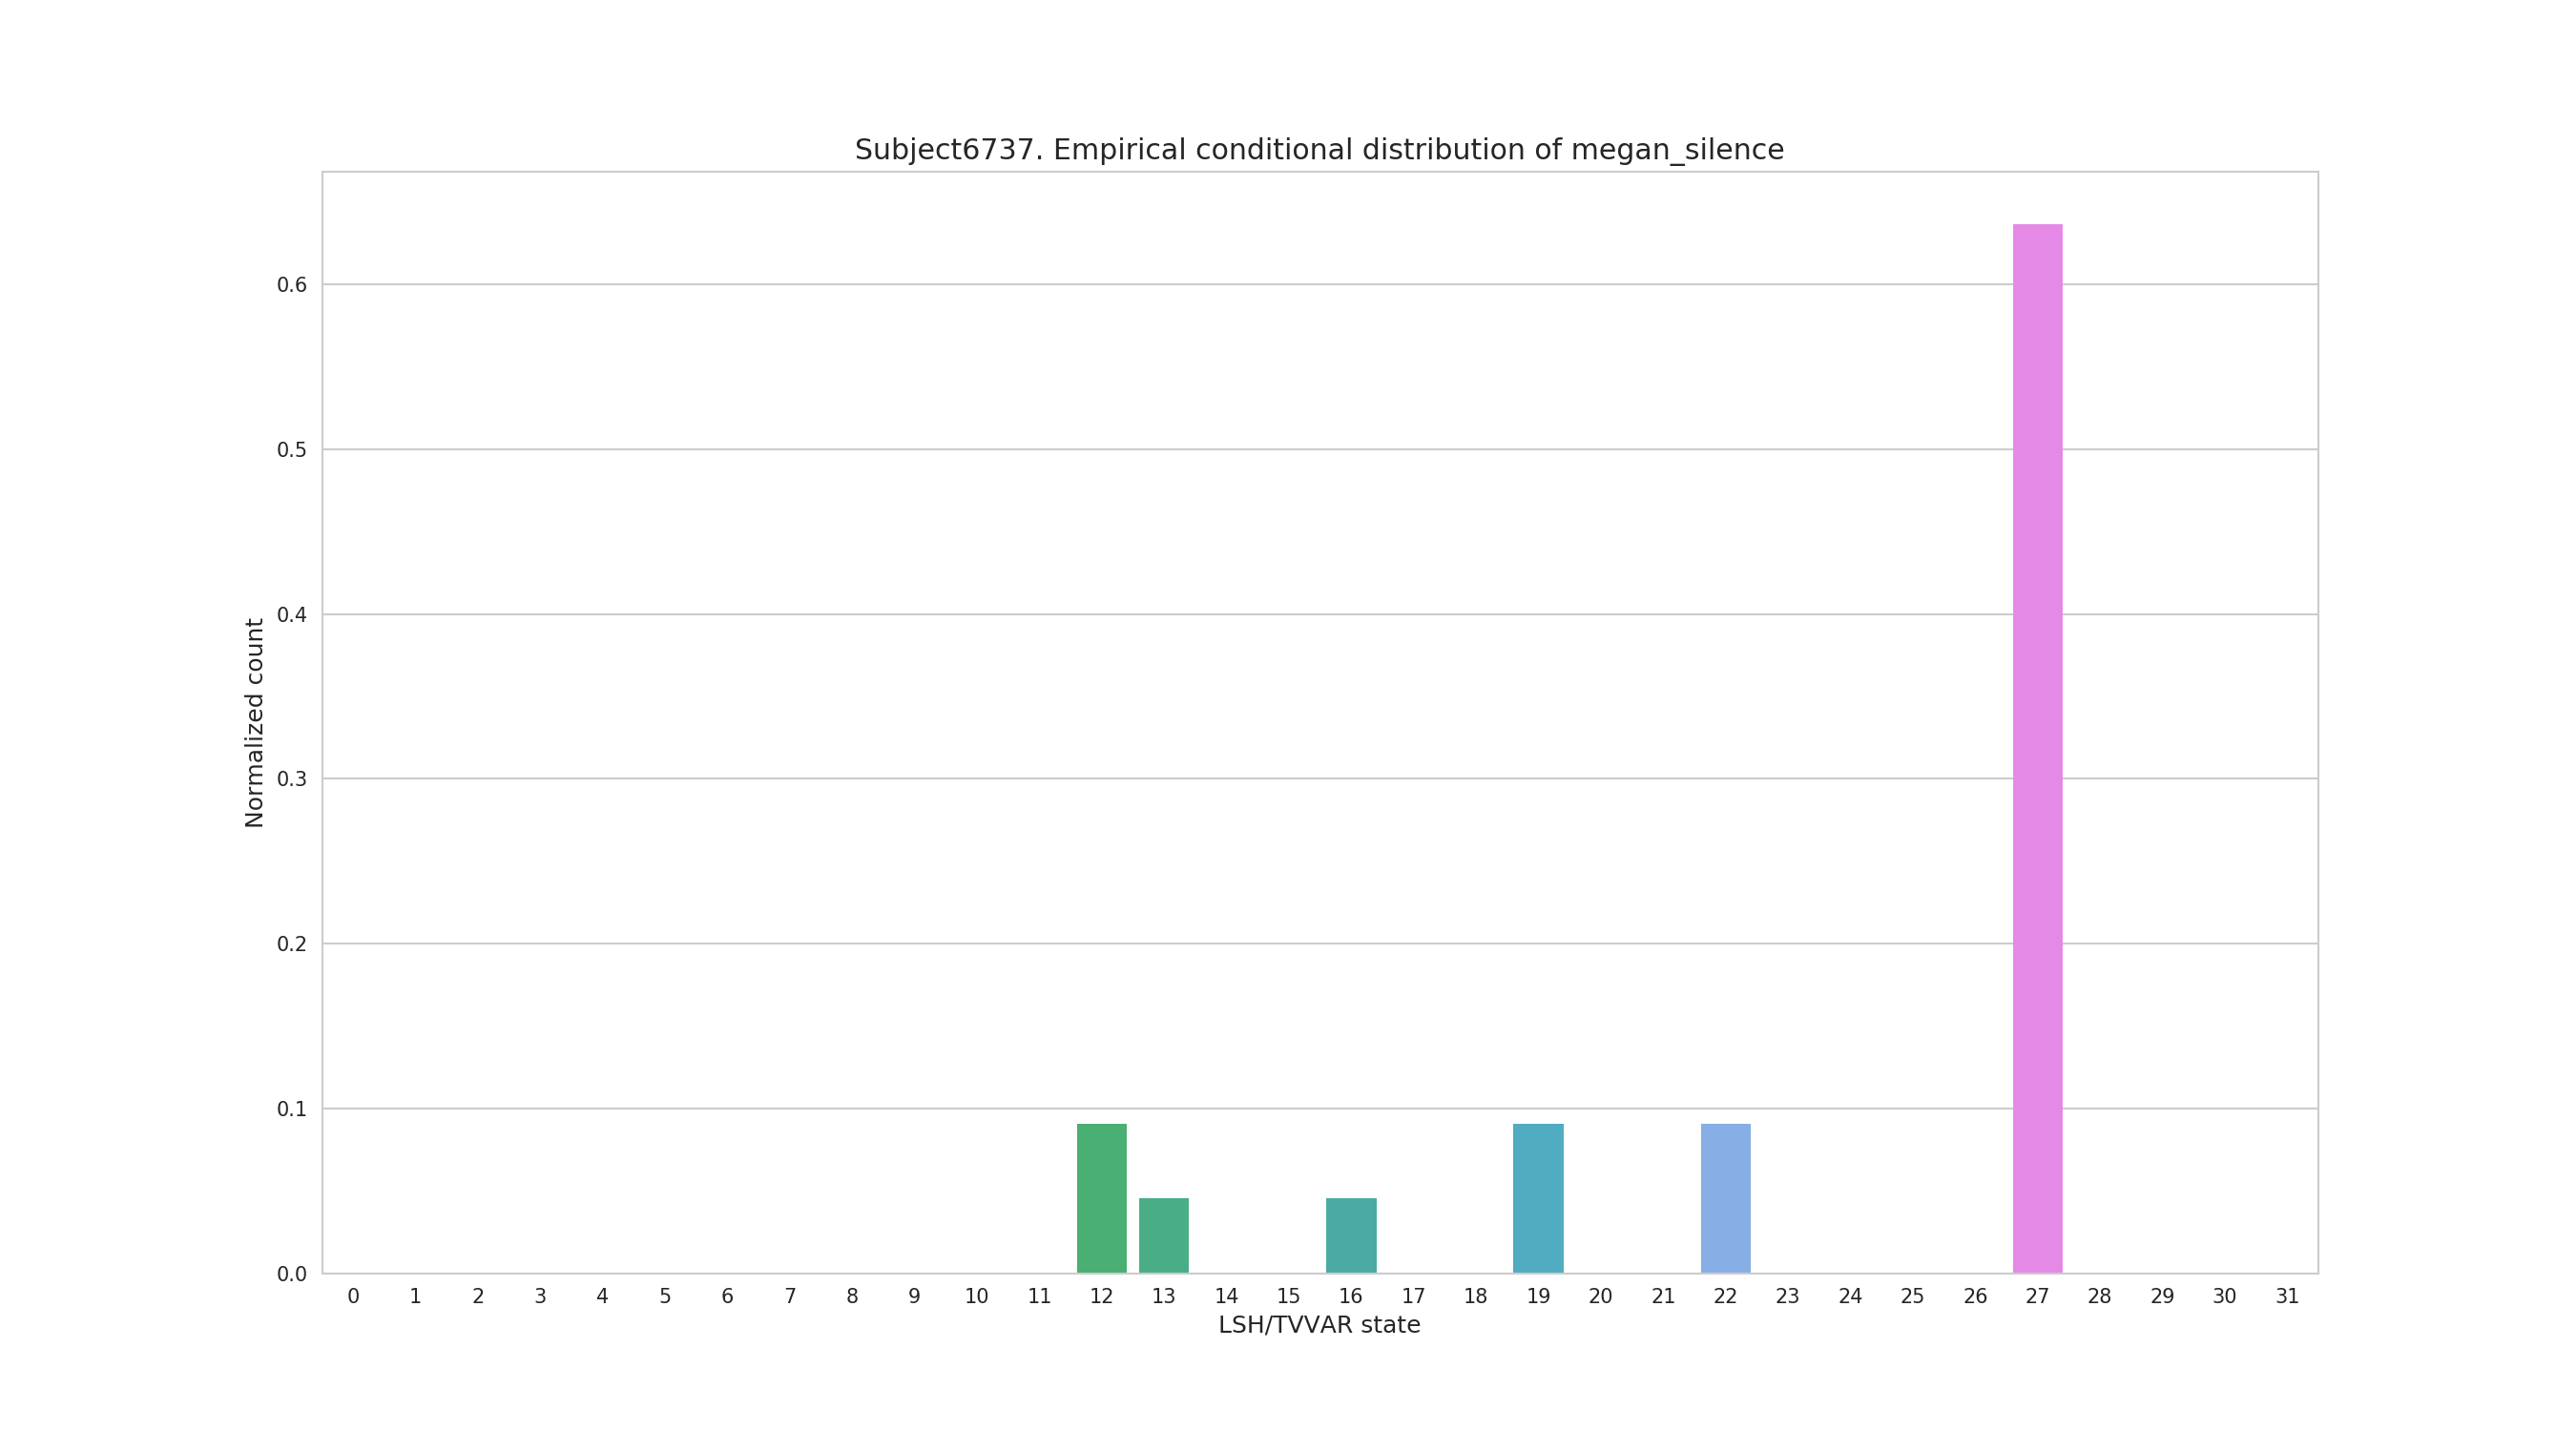 Subject6737. Empirical conditional distribution of megan_silence
0.6
0.5
0.4
0.3
0.2
0.1
0.0
Normalized count
0 1 2 3 4 5 6 7 8 9 10 11 12 13 14 15 16 17 18 19 20 21 22 23 24 25 26 27 28 29 30 31
LSH/TVVAR state